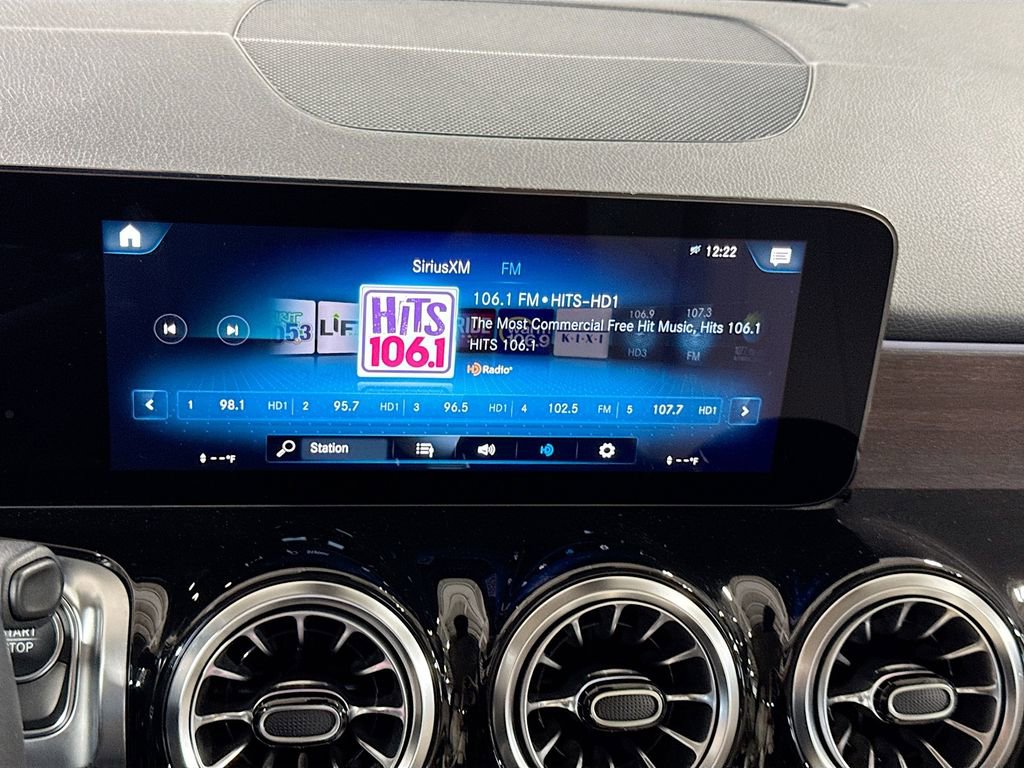 12:22
SiriusXM FM
106.1 FM•HITS-HD1
The Most Commercial Free Hit Music, Hits 106.1
HITS 106.1
HD Radio
HiTS
106.1
LiF
K·I·X·I
106.9
HD3
107.3
FM
1 98.1 HD1 2 95.7 HD1 3 96.5 HD1 4 102.5 FM 5 107.7 HD1
Station
--°F
--°F
STOP